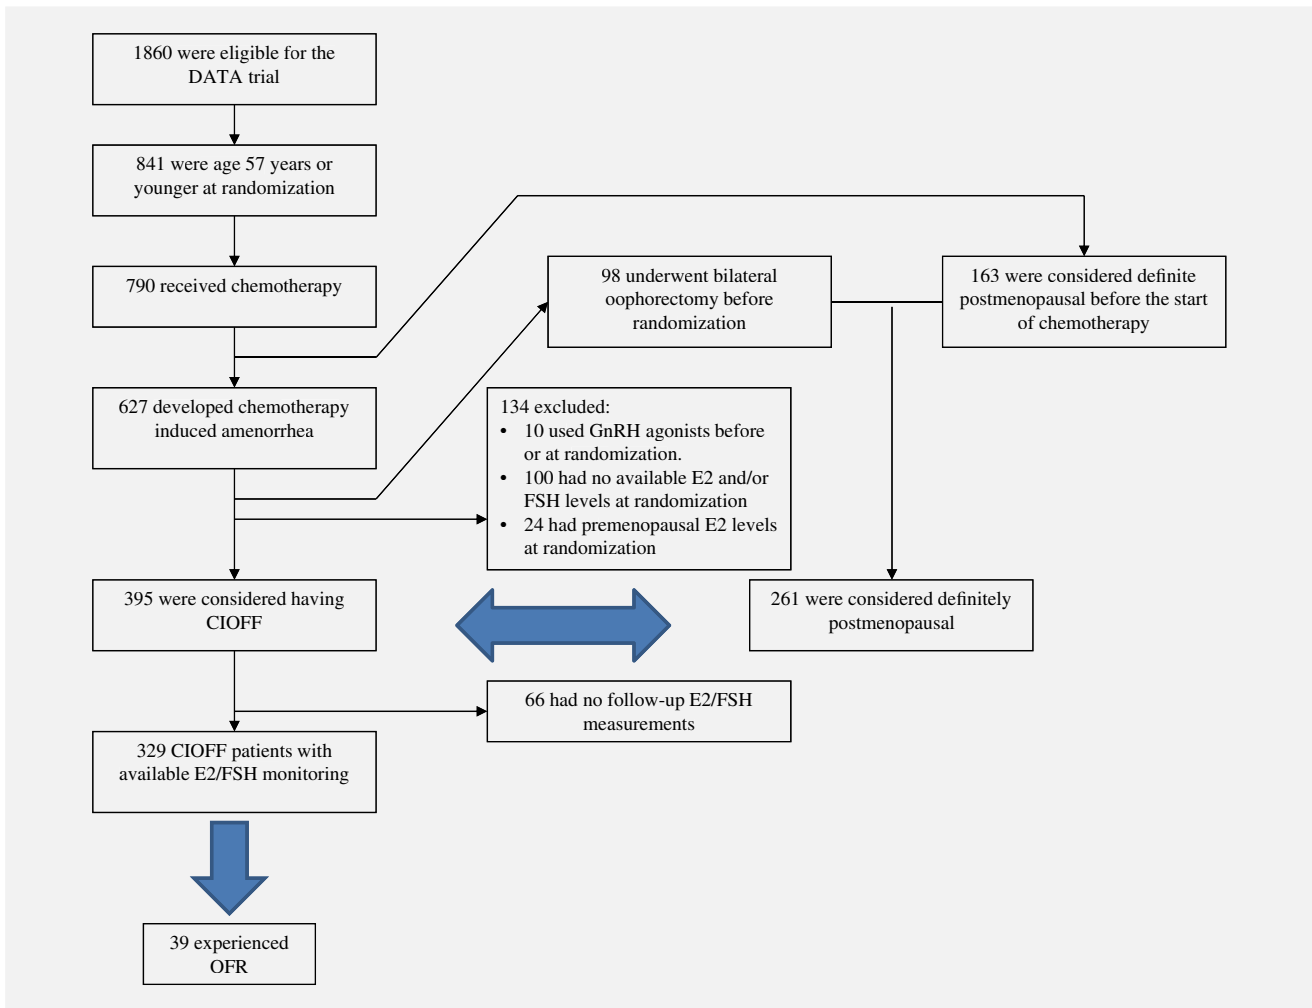 1860 were eligible for the
DATA trial
841 were age 57 years or
younger at randomization
790 received chemotherapy
98 underwent bilateral
oophorectomy before
randomization
163 were considered definite
postmenopausal before the start
of chemotherapy
627 developed chemotherapy
induced amenorrhea
134 excluded:
• 10 used GnRH agonists before
or at randomization.
• 100 had no available E2 and/or
FSH levels at randomization
• 24 had premenopausal E2 levels
at randomization
395 were considered having
CIOFF
261 were considered definitely
postmenopausal
66 had no follow-up E2/FSH
measurements
329 CIOFF patients with
available E2/FSH monitoring
39 experienced
OFR